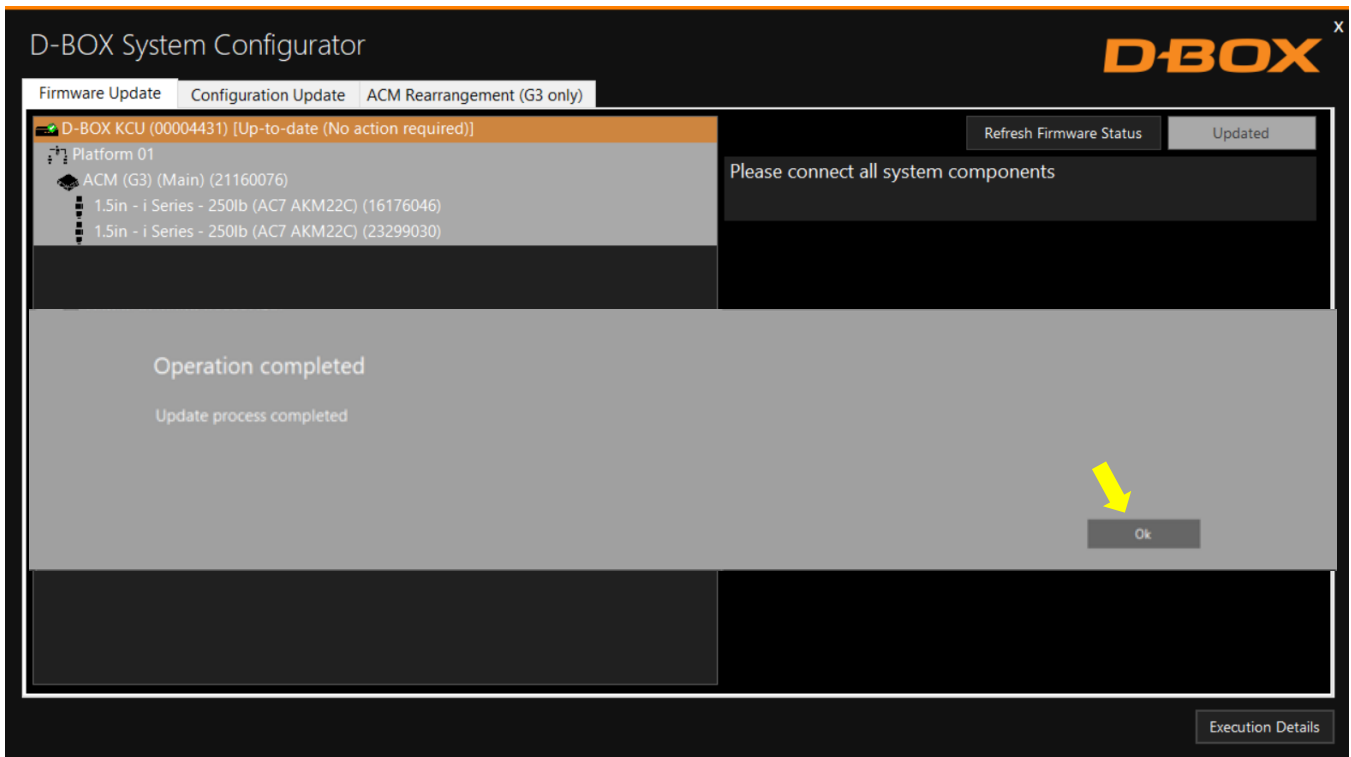 D-BOX System Configurator
X
D-BOX
Firmware Update
Configuration Update
ACM Rearrangement (G3 only)
D-BOX KCU (00004431) [Up-to-date (No action required)]
Refresh Firmware Status
Updated
Platform 01
Please connect all system components
ACM (G3) (Main) (21160076)
1.5in - i Series - 250lb (AC7 AKM22C) (16176046)
1.5in - i Series - 250lb (AC7 AKM22C) (23299030)
Operation completed
Update process completed
Ok
Execution Details